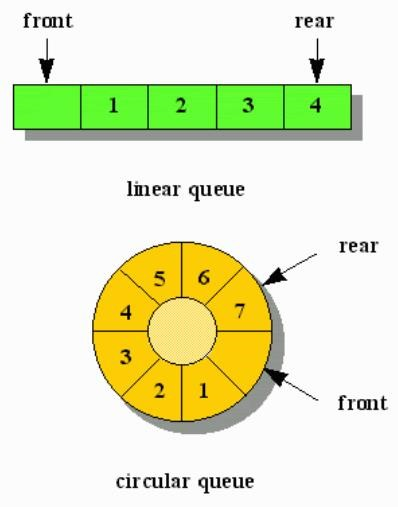 front rear
1 2 3 4
linear queue
rear
5 6
4 7
3
2 1
front
circular queue